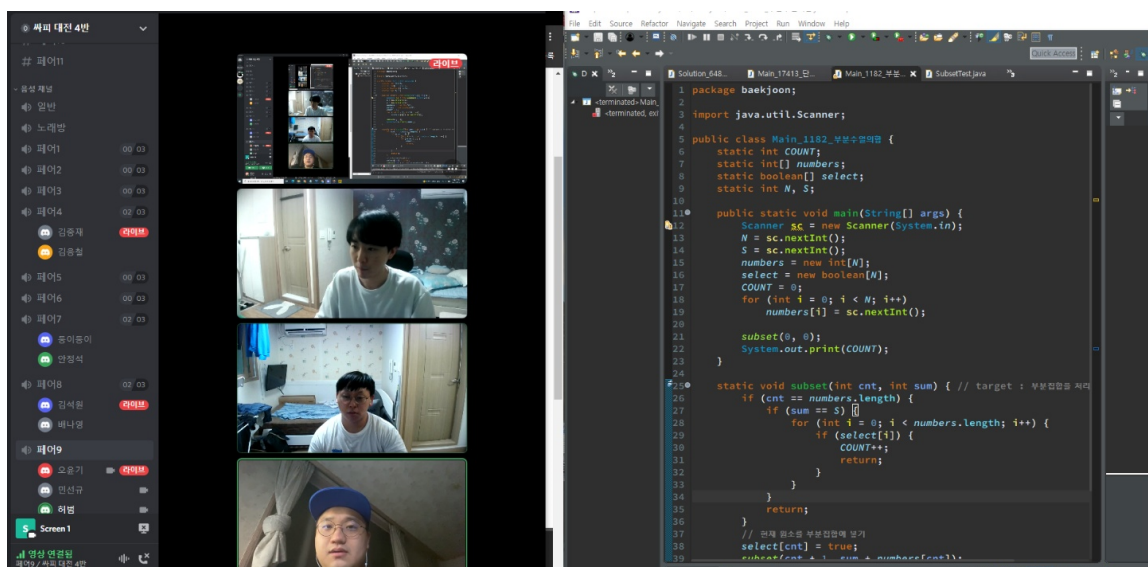 싸피 대전 4반
페어11
음성 채널
일반
노래방
페어1 00 03
페어2 00 03
페어3 00 03
페어4 02 03
김중재 라이브
김응철
페어5 00 03
페어6 00 03
페어7 02 03
동이동이
안정석
페어8 02 03
김석원 라이브
배나영
페어9
오윤기 라이브
민선규
허범
Screen 1
영상 연결됨
페어9 / 싸피 대전 4반
라이브
File Edit Source Refactor Navigate Search Project Run Window Help
Quick Access
Solution_648... Main_17413_단... Main_1182_부분... SubsetTest.java
<terminated> Main_
<terminated, exi
1 package baekjoon;
2
3 import java.util.Scanner;
4
5 public class Main_1182_부분수열의합 {
6 static int COUNT;
7 static int[] numbers;
8 static boolean[] select;
9 static int N, S;
10
11 public static void main(String[] args) {
12 Scanner sc = new Scanner(System.in);
13 N = sc.nextInt();
14 S = sc.nextInt();
15 numbers = new int[N];
16 select = new boolean[N];
17 COUNT = 0;
18 for (int i = 0; i < N; i++)
19 numbers[i] = sc.nextInt();
20
21 subset(0, 0);
22 System.out.print(COUNT);
23 }
24
25 static void subset(int cnt, int sum) { // target : 부분집합을 처리
26 if (cnt == numbers.length) {
27 if (sum == S) {
28 for (int i = 0; i < numbers.length; i++) {
29 if (select[i]) {
30 COUNT++;
31 return;
32 }
33 }
34 }
35 return;
36 }
37 // 현재 원소를 부분집합에 넣기
38 select[cnt] = true;
39 subset(cnt + 1, sum + numbers[cnt]);